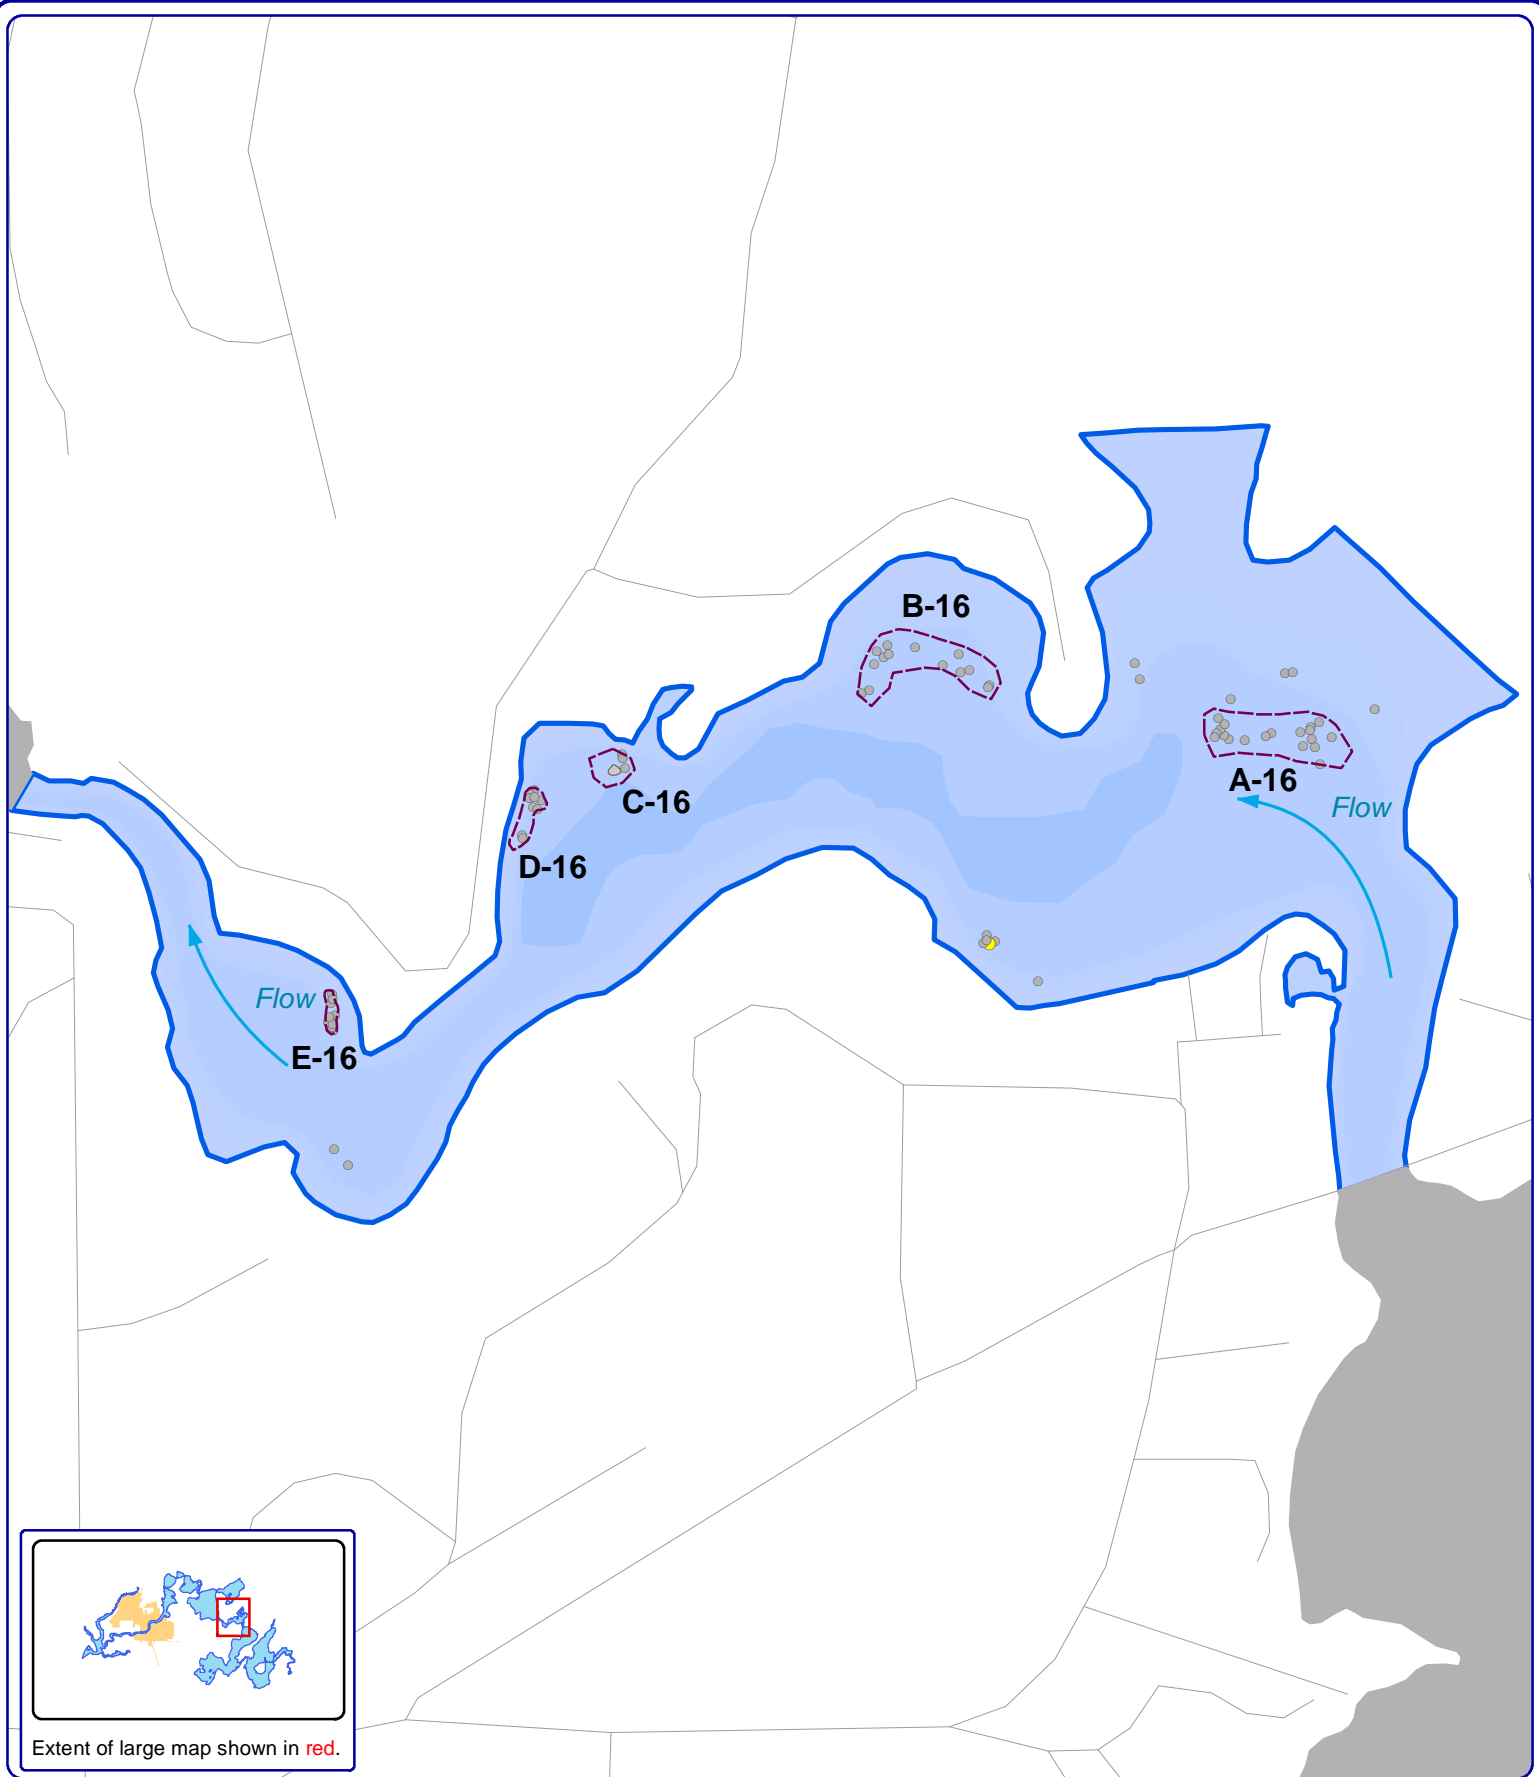 B-16
A-16
Flow
C-16
D-16
Flow
E-16
Extent of large map shown in red.